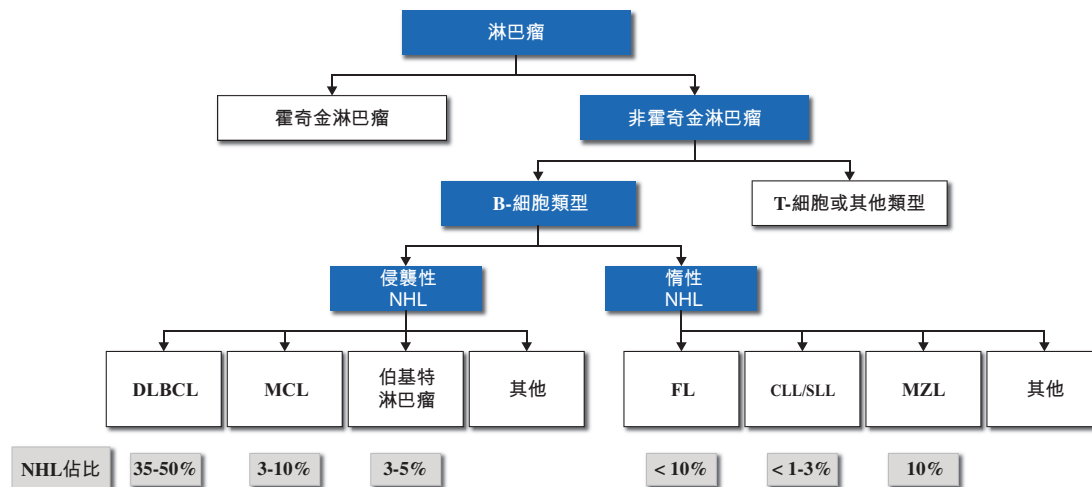 淋巴瘤
霍奇金淋巴瘤
非霍奇金淋巴瘤
B-細胞類型
T-細胞或其他類型
侵襲性
NHL
惰性
NHL
DLBCL
MCL
伯基特
淋巴瘤
其他
FL
CLL/SLL
MZL
其他
NHL佔比
35-50%
3-10%
3-5%
< 10%
< 1-3%
10%